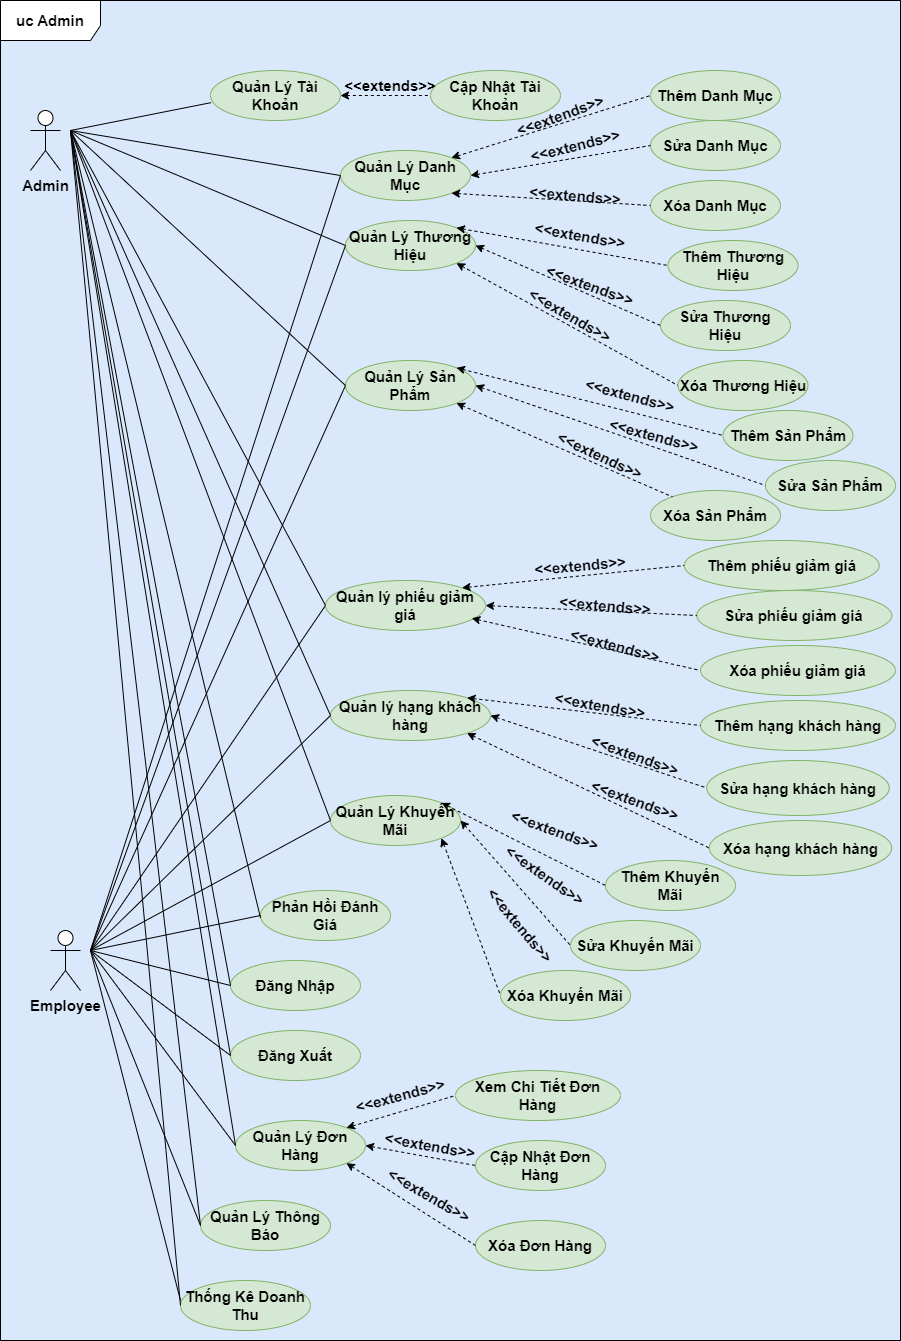 uc Admin
Quản Lý Tài
Khoản
<<extends>>
Cập Nhật Tài
Khoản
Admin
Thêm Danh Mục
<<extends>>
Sửa Danh Mục
<<extends>>
Quản Lý Danh
Mục
<<extends>>
Xóa Danh Mục
Quản Lý Thương
Hiệu
<<extends>>
Thêm Thương
Hiệu
<<extends>>
Sửa Thương
Hiệu
<<extends>>
Xóa Thương Hiệu
Quản Lý Sản
Phẩm
<<extends>>
Thêm Sản Phẩm
<<extends>>
Sửa Sản Phẩm
<<extends>>
Xóa Sản Phẩm
Quản lý phiếu giảm
giá
<<extends>>
Thêm phiếu giảm giá
<<extends>>
Sửa phiếu giảm giá
<<extends>>
Xóa phiếu giảm giá
Quản lý hạng khách
hàng
<<extends>>
Thêm hạng khách hàng
<<extends>>
Sửa hạng khách hàng
<<extends>>
Xóa hạng khách hàng
Quản Lý Khuyến
Mãi
<<extends>>
Thêm Khuyến
Mãi
<<extends>>
Sửa Khuyến Mãi
<<extends>>
Xóa Khuyến Mãi
Phản Hồi Đánh
Giá
Employee
Đăng Nhập
Đăng Xuất
Quản Lý Đơn
Hàng
<<extends>>
Xem Chi Tiết Đơn
Hàng
<<extends>>
Cập Nhật Đơn
Hàng
<<extends>>
Xóa Đơn Hàng
Quản Lý Thông
Báo
Thống Kê Doanh
Thu